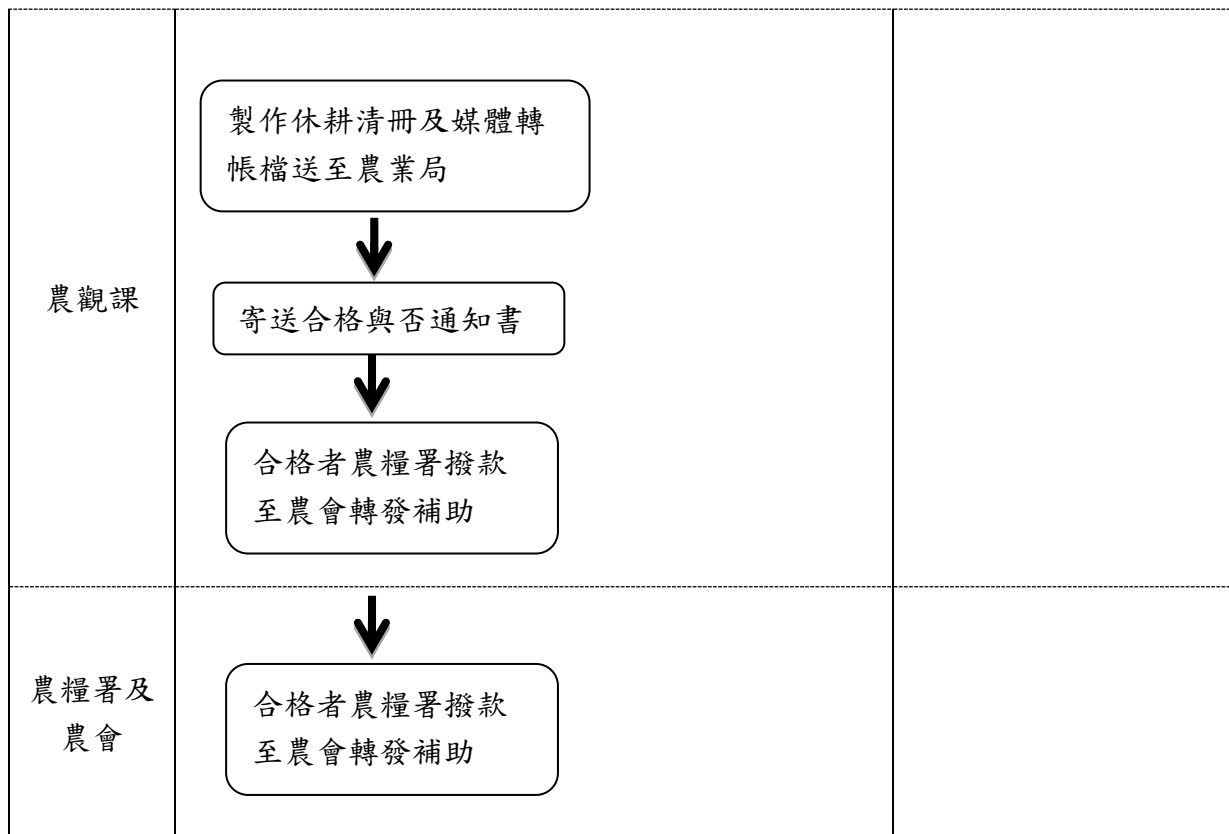 製作休耕清冊及媒體轉
帳檔送至農業局
農觀課
寄送合格與否通知書
合格者農糧署撥款
至農會轉發補助
農糧署及
農會
合格者農糧署撥款
至農會轉發補助